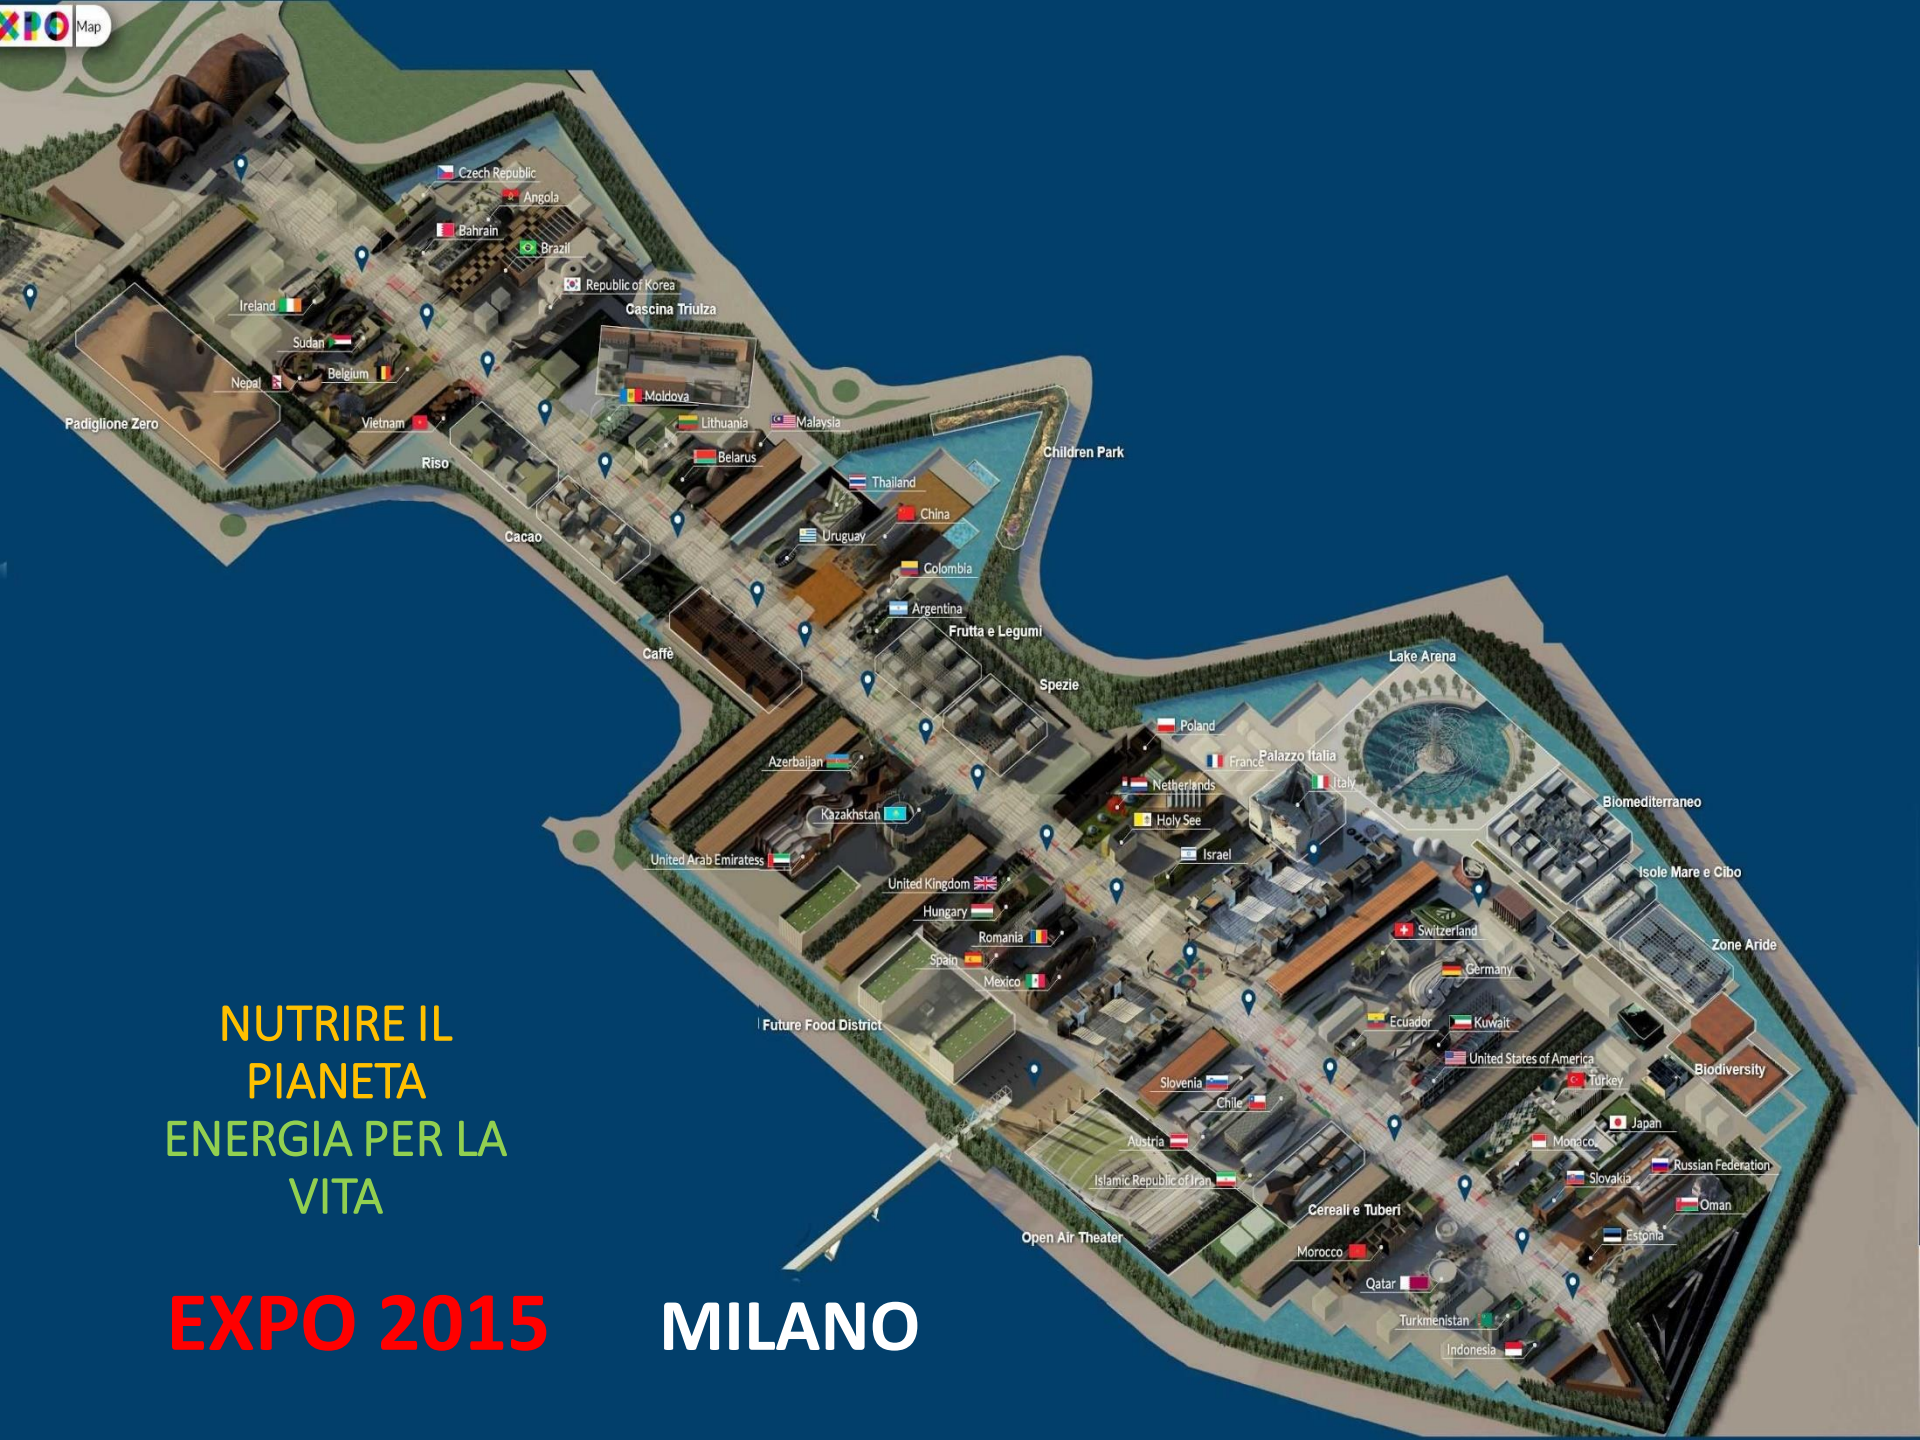 XPO Map
Czech Republic
Angola
Bahrain
Brazil
Republic of Korea
Cascina Triulza
Ireland
Sudan
Nepal
Belgium
Moldova
Padiglione Zero
Vietnam
Lithuania
Malaysia
Riso
Belarus
Children Park
Thailand
China
Cacao
Uruguay
Colombia
Argentina
Frutta e Legumi
Caffè
Spezie
Lake Arena
Poland
Azerbaijan
France
Palazzo Italia
Netherlands
Italy
Biomediterraneo
Kazakhstan
Holy See
United Arab Emiratess
Israel
Isole Mare e Cibo
United Kingdom
Hungary
Switzerland
Romania
Zone Aride
Spain
Germany
Mexico
Future Food District
Ecuador
Kuwait
United States of America
Biodiversity
Slovenia
Turkey
Chile
Japan
Austria
Monaco
Russian Federation
Islamic Republic of Iran
Slovakia
Cereali e Tuberi
Oman
Open Air Theater
Estonia
Morocco
Qatar
Turkmenistan
Indonesia
NUTRIRE IL
PIANETA
ENERGIA PER LA
VITA
EXPO 2015 MILANO